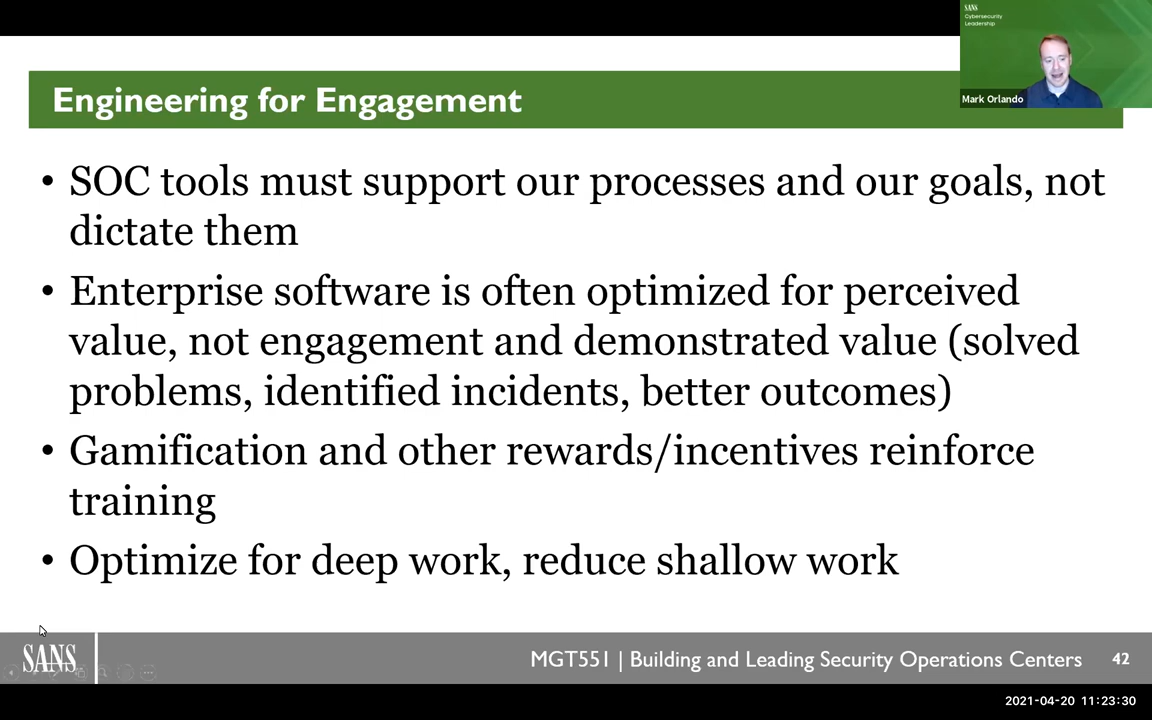 SANS
Cybersecurity
Leadership
Mark Orlando
Engineering for Engagement
• SOC tools must support our processes and our goals, not
dictate them
• Enterprise software is often optimized for perceived
value, not engagement and demonstrated value (solved
problems, identified incidents, better outcomes)
• Gamification and other rewards/incentives reinforce
training
• Optimize for deep work, reduce shallow work
SANS
MGT551 | Building and Leading Security Operations Centers 42
2021-04-20 11:23:30